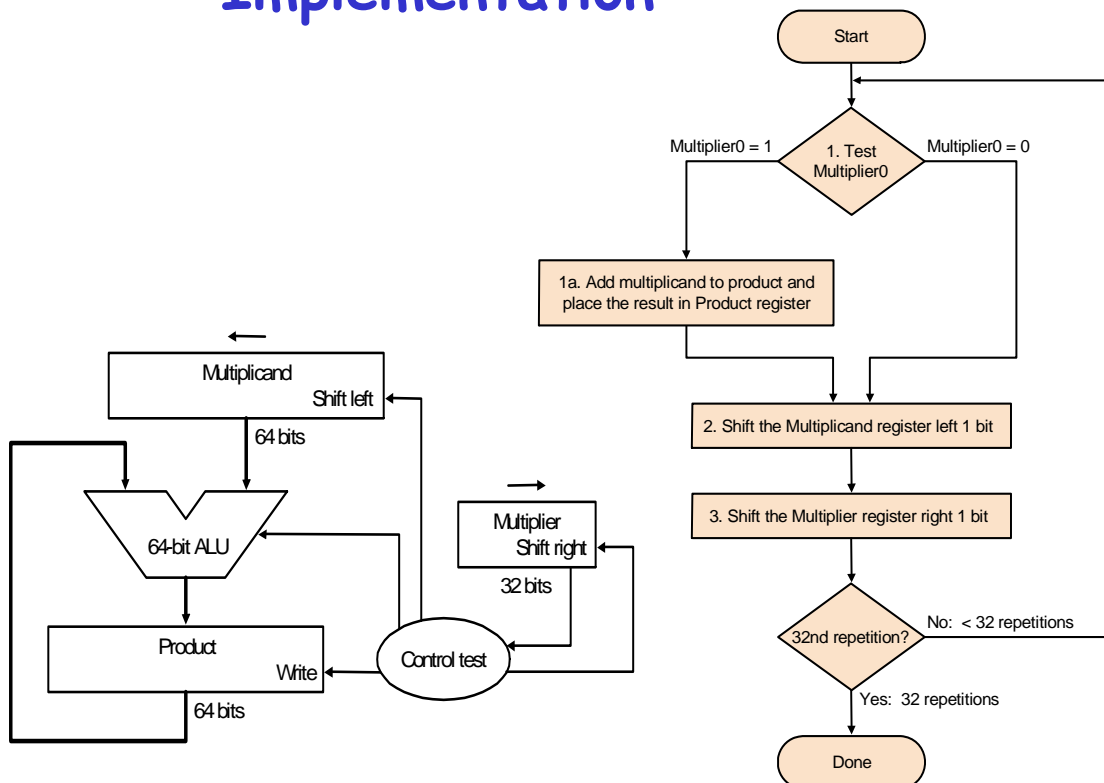 Implementation
Start
Multiplier0 = 1
1. Test
Multiplier0
Multiplier0 = 0
1a. Add multiplicand to product and
place the result in Product register
2. Shift the Multiplicand register left 1 bit
3. Shift the Multiplier register right 1 bit
32nd repetition?
No: < 32 repetitions
Yes: 32 repetitions
Done
Multiplicand
Shift left
64 bits
64-bit ALU
Multiplier
Shift right
32 bits
Product
Write
Control test
64 bits